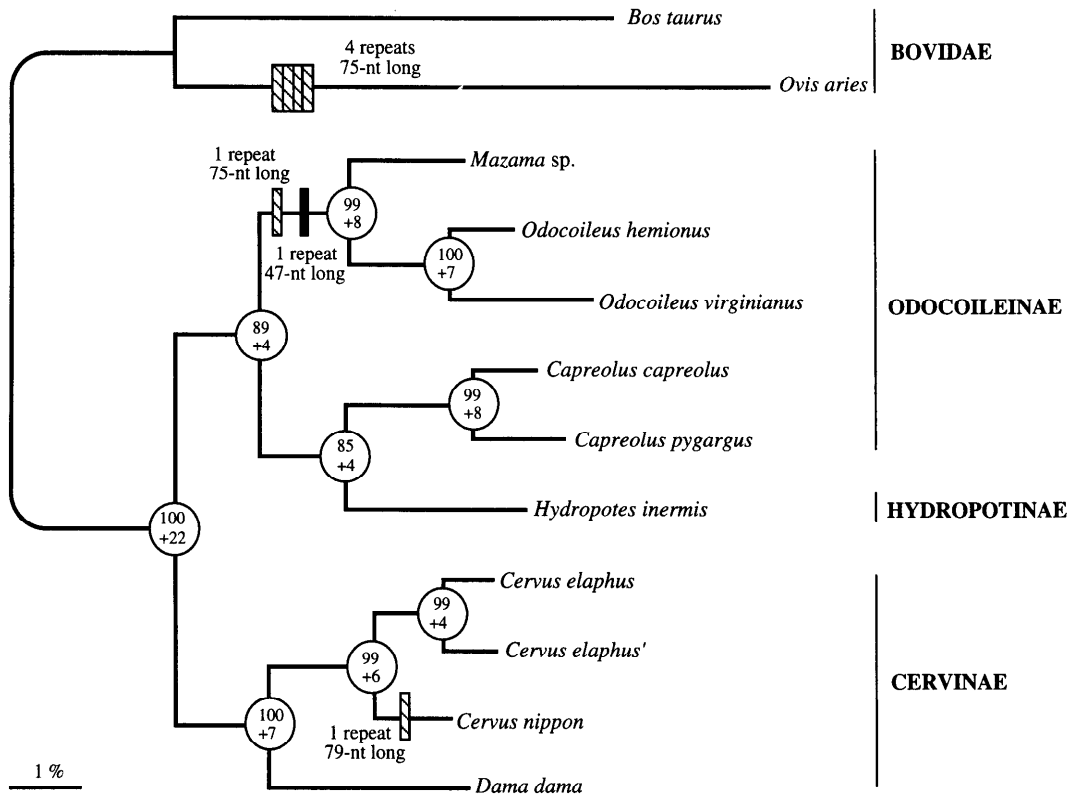 Bos taurus
4 repeats
75-nt long
BOVIDAE
Ovis aries
1 repeat
75-nt long
Mazama sp.
99
+8
1 repeat
47-nt long
Odocoileus hemionus
100
+7
Odocoileus virginianus
ODOCOILEINAE
89
+4
Capreolus capreolus
99
+8
Capreolus pygargus
85
+4
Hydropotes inermis
HYDROPOTINAE
100
+22
Cervus elaphus
99
+4
Cervus elaphus'
99
+6
CERVINAE
Cervus nippon
1 repeat
79-nt long
100
+7
Dama dama
1 %